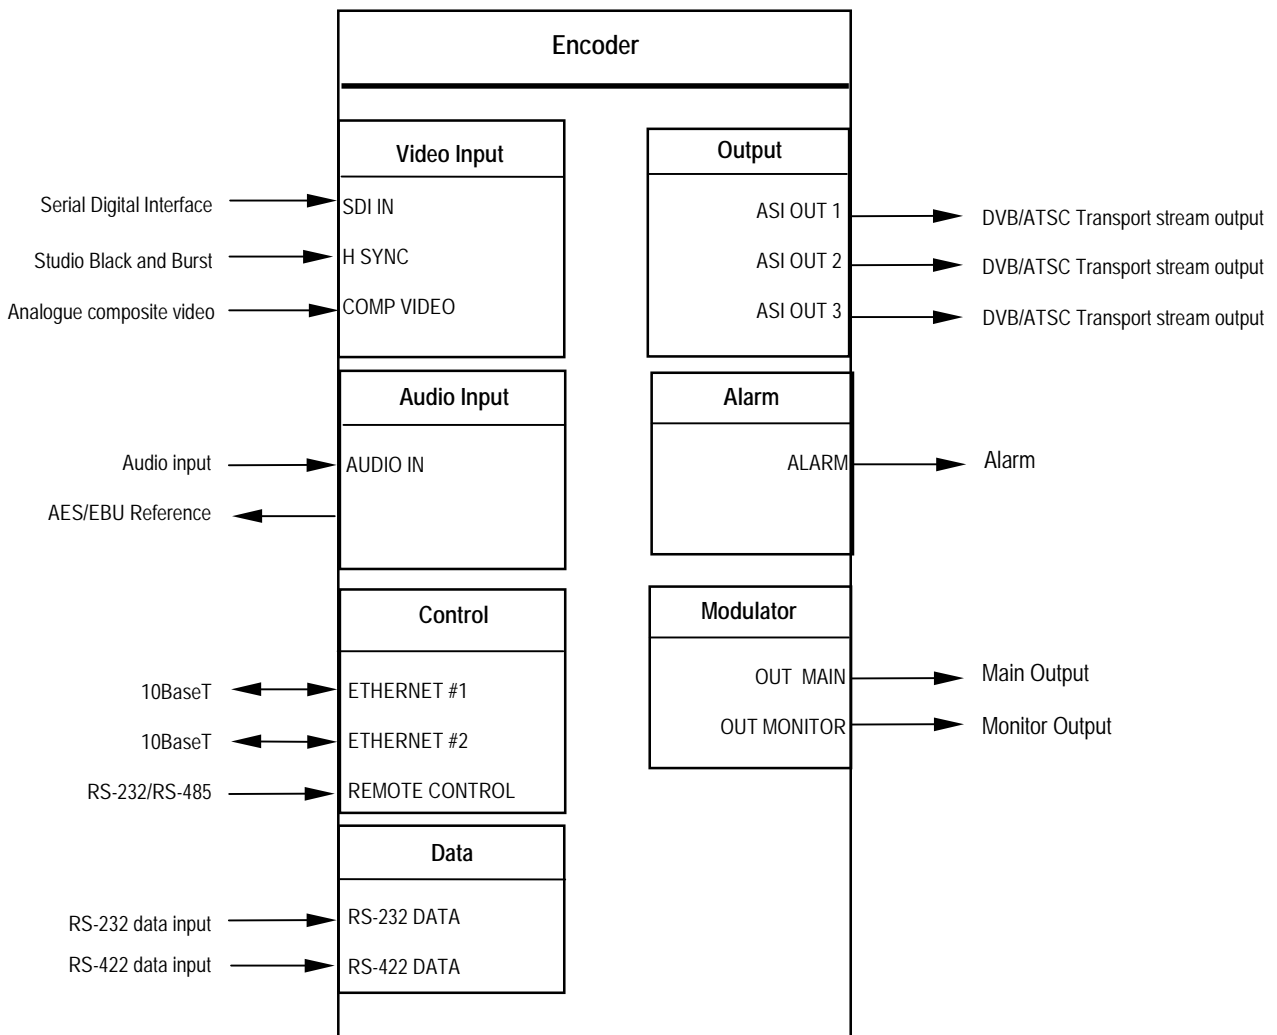 Encoder
Video Input
Serial Digital Interface
SDI IN
Studio Black and Burst
H SYNC
Analogue composite video
COMP VIDEO
Audio Input
Audio input
AUDIO IN
AES/EBU Reference
Control
10BaseT
ETHERNET #1
10BaseT
ETHERNET #2
RS-232/RS-485
REMOTE CONTROL
Data
RS-232 data input
RS-232 DATA
RS-422 data input
RS-422 DATA
Output
ASI OUT 1
DVB/ATSC Transport stream output
ASI OUT 2
DVB/ATSC Transport stream output
ASI OUT 3
DVB/ATSC Transport stream output
Alarm
ALARM
Alarm
Modulator
OUT MAIN
Main Output
OUT MONITOR
Monitor Output